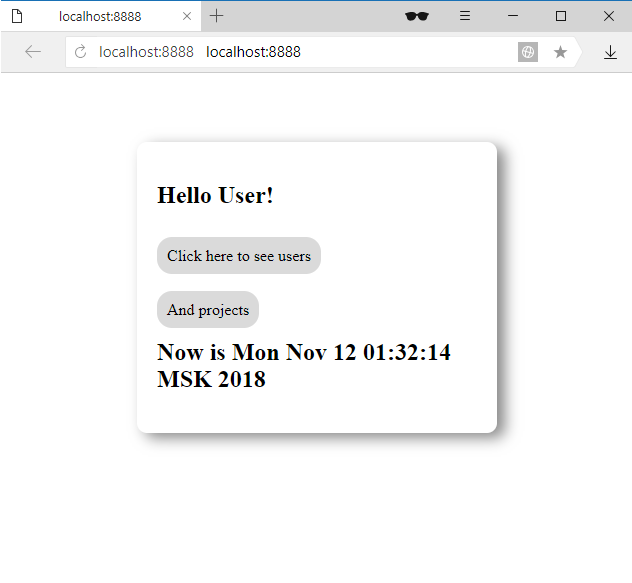 localhost:8888
localhost:8888 localhost:8888
Hello User!
Click here to see users
And projects
Now is Mon Nov 12 01:32:14
MSK 2018